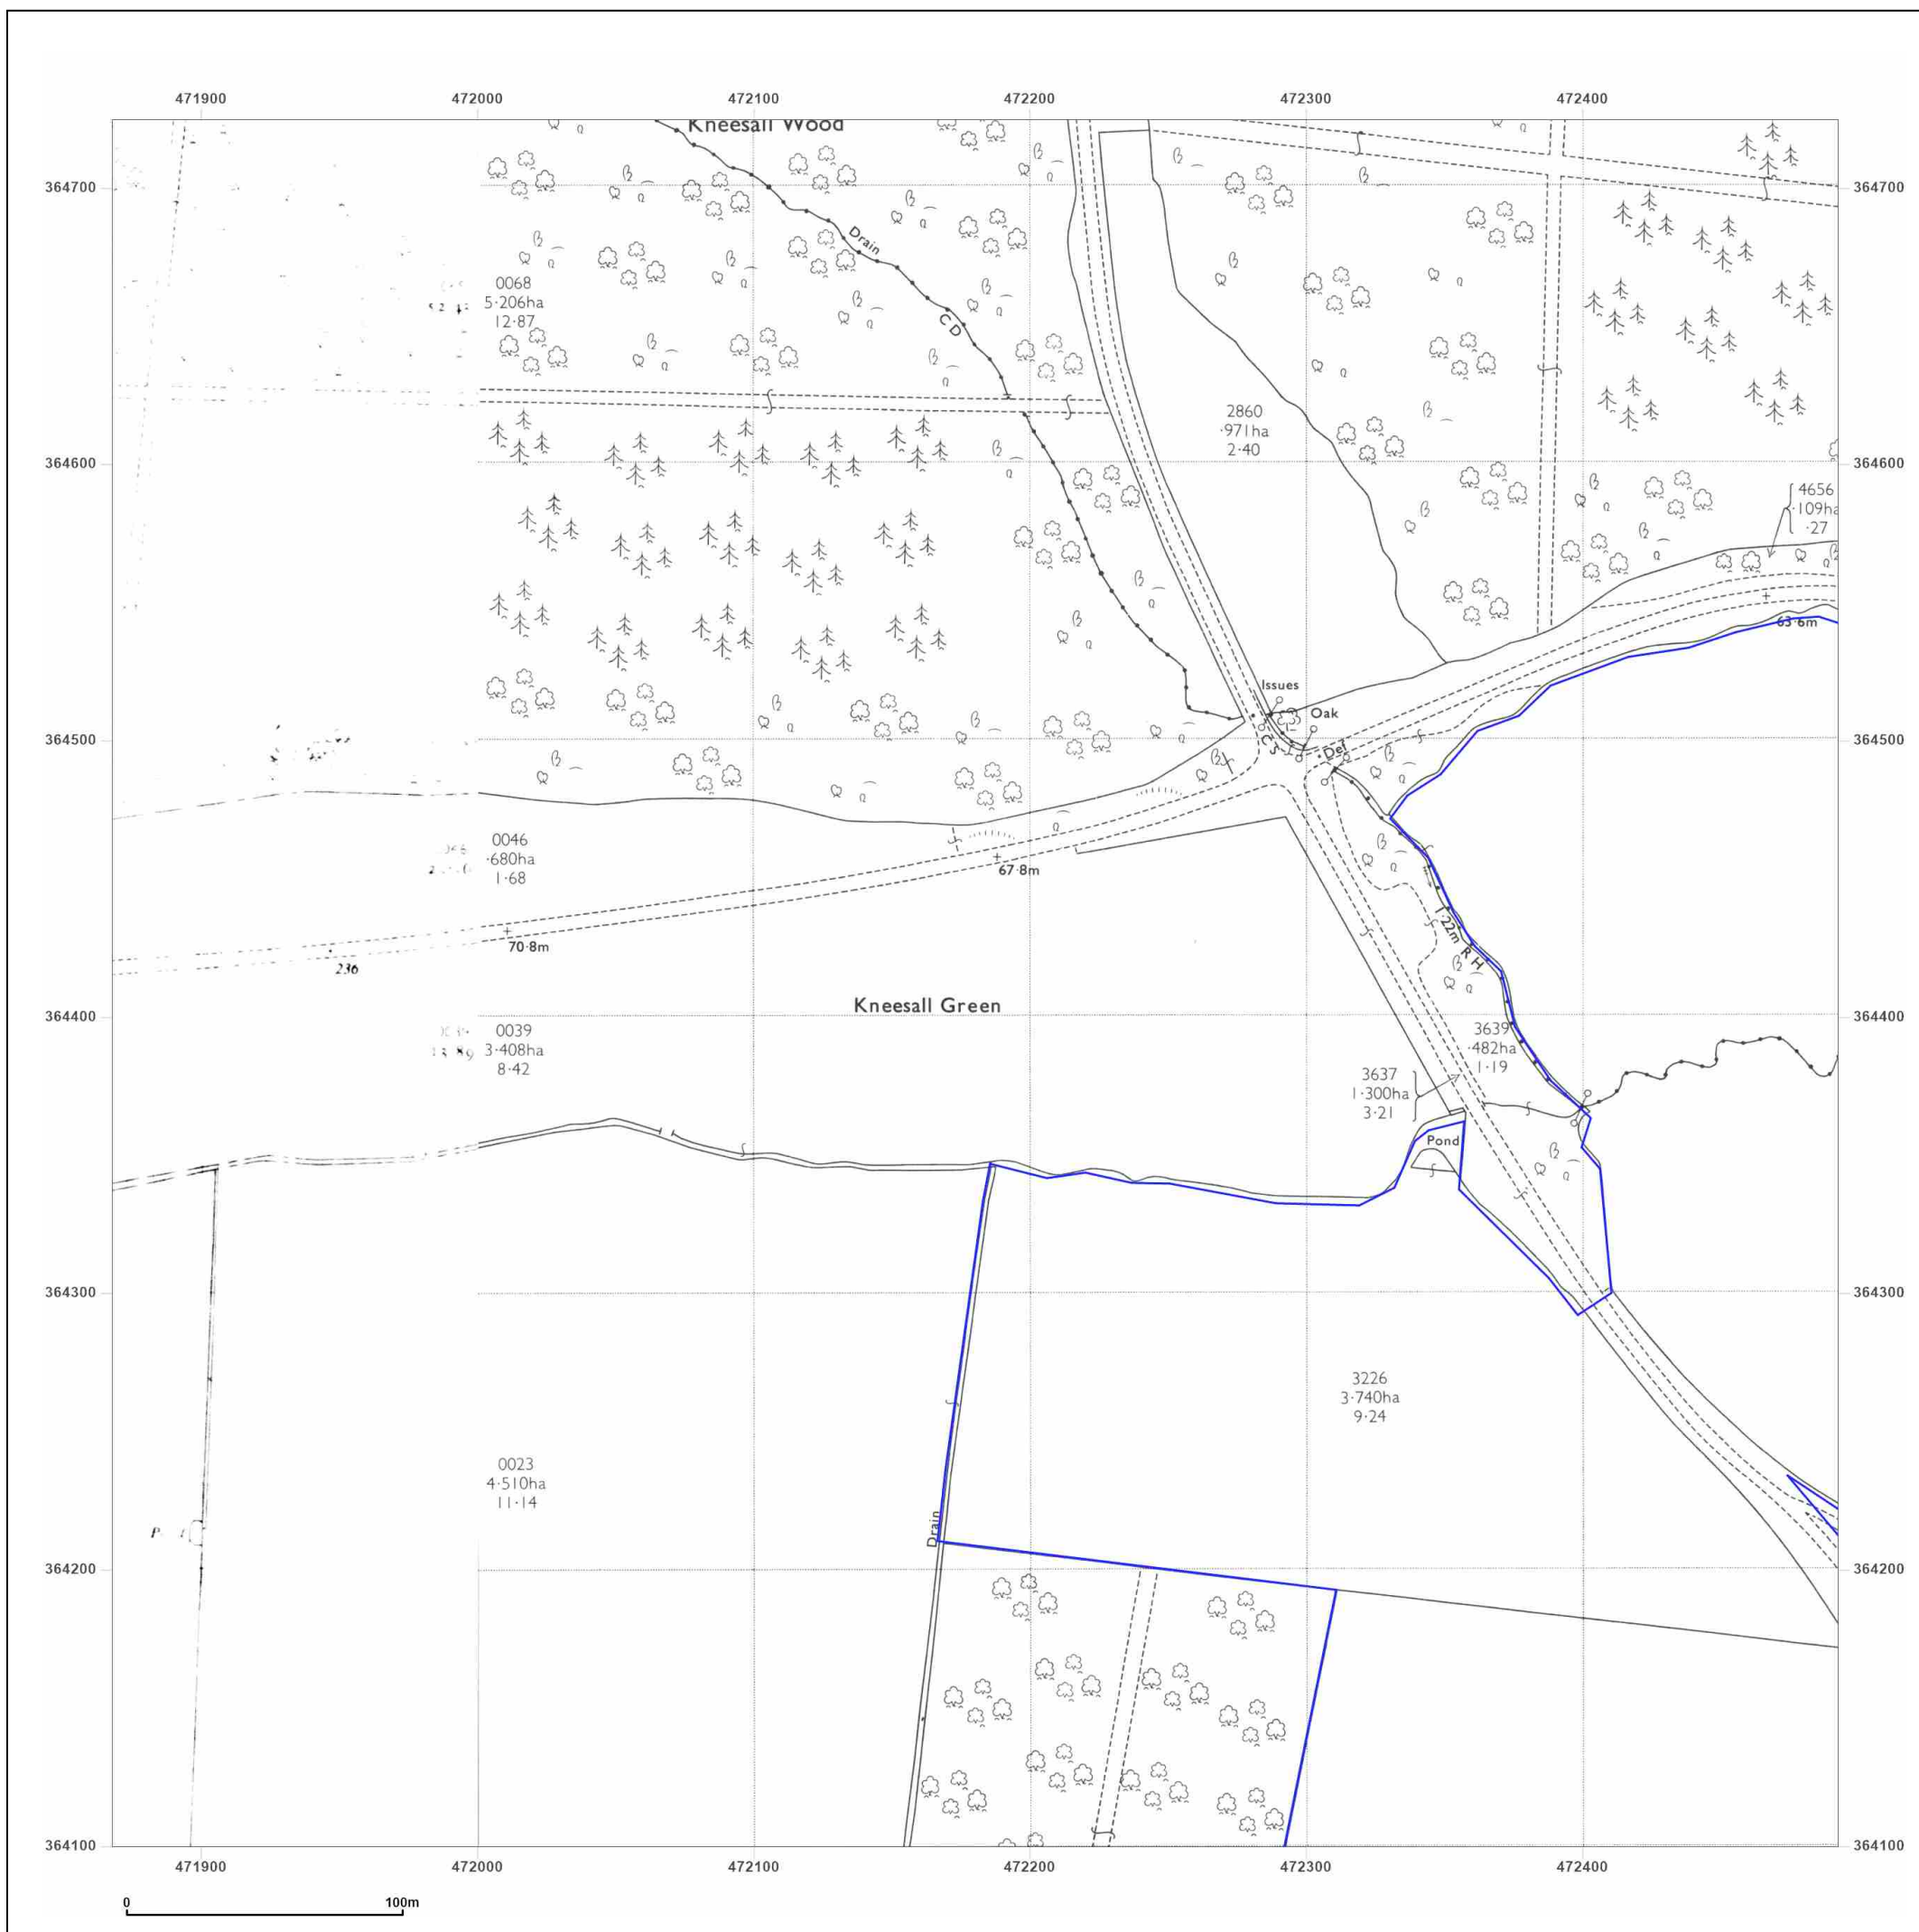 471900 472000 472100 472200 472300 472400
Kneesall Wood
364700 364700
Drain
0068
5·206ha
12·87
CD
2860
·971ha
2·40
364600 364600
4656
·109ha
·27
63·6m
Issues
Oak
364500 364500
CS
Def
0046
·680ha
1·68
67·8m
70·8m
236
1·22m RH
Kneesall Green
364400 364400
0039
3·408ha
8·42
3639
·482ha
1·19
3637
1·300ha
3·21
Pond
364300 364300
3226
3·740ha
9·24
0023
4·510ha
11·14
Drain
364200 364200
364100 364100
471900 472000 472100 472200 472300 472400
0 100m